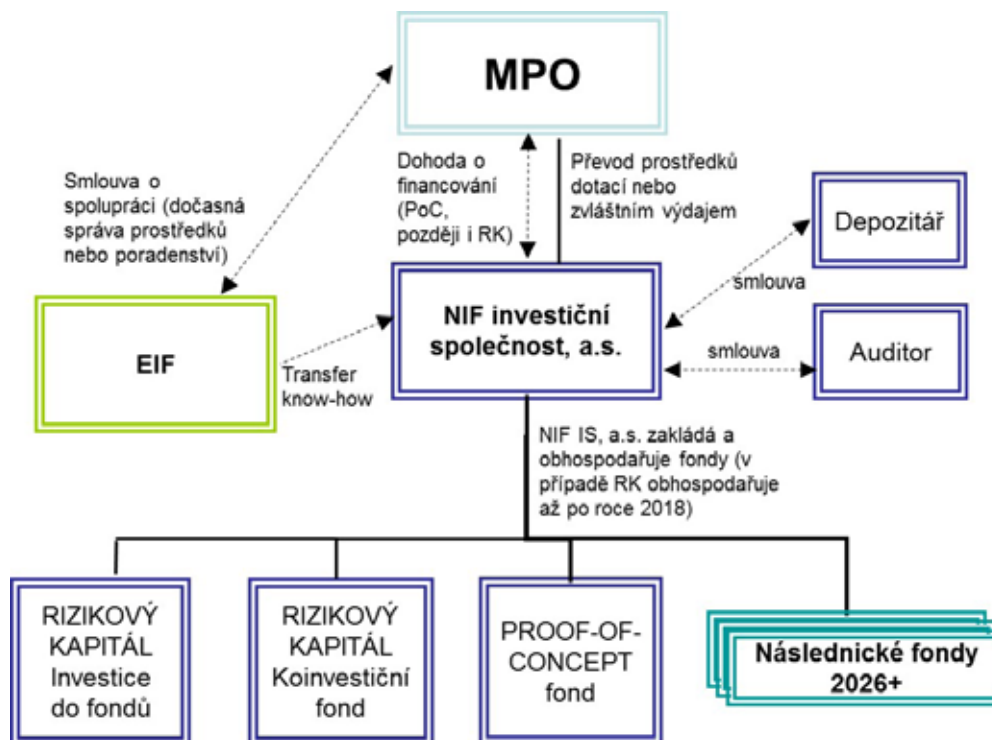 MPO
Smlouva o
spolupráci (dočasná
správa prostředků
nebo poradenství)
Dohoda o
financování
(PoC,
později i RK)
Převod prostředků
dotací nebo
zvláštním výdajem
Depozitář
smlouva
EIF
Transfer
know-how
NIF investiční
společnost, a.s.
smlouva
Auditor
NIF IS, a.s. zakládá a
obhospodařuje fondy (v
případě RK obhospodařuje
až po roce 2018)
RIZIKOVÝ
KAPITÁL
Investice
do fondů
RIZIKOVÝ
KAPITÁL
Koinvestiční
fond
PROOF-OF-
CONCEPT
fond
Následnické fondy
2026+